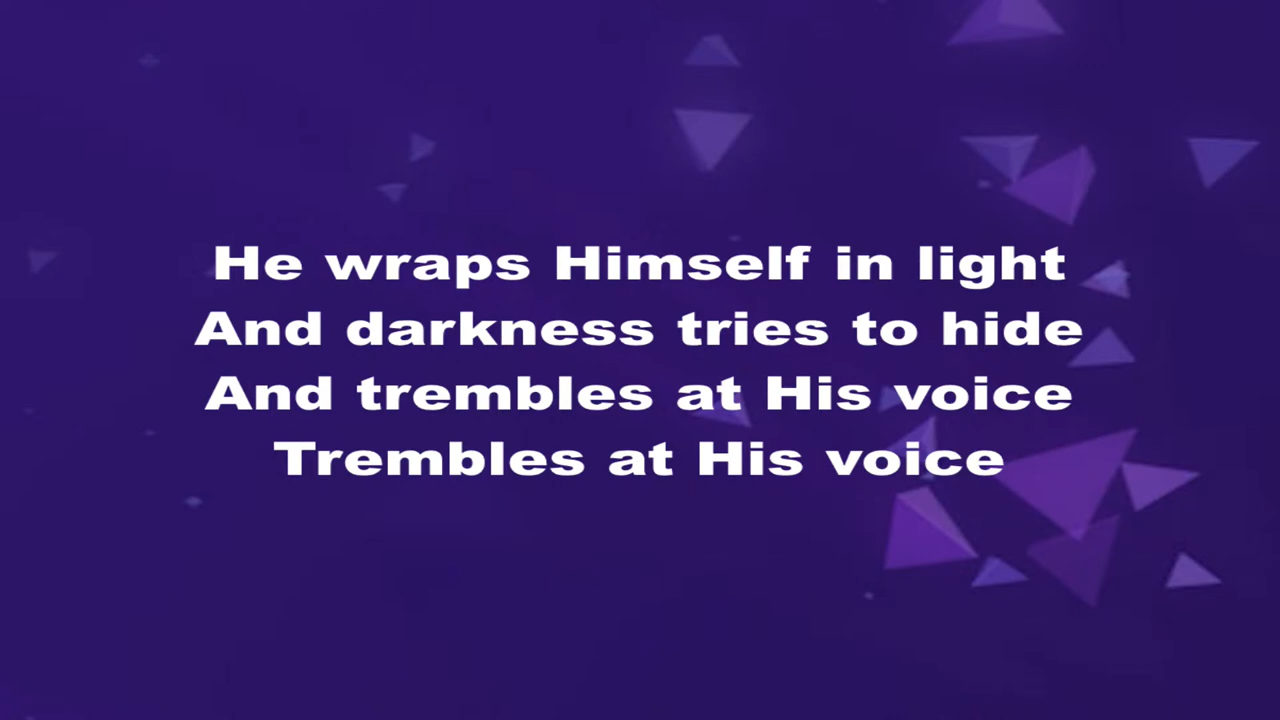 He wraps Himself in light
And darkness tries to hide
And trembles at His voice
Trembles at His voice